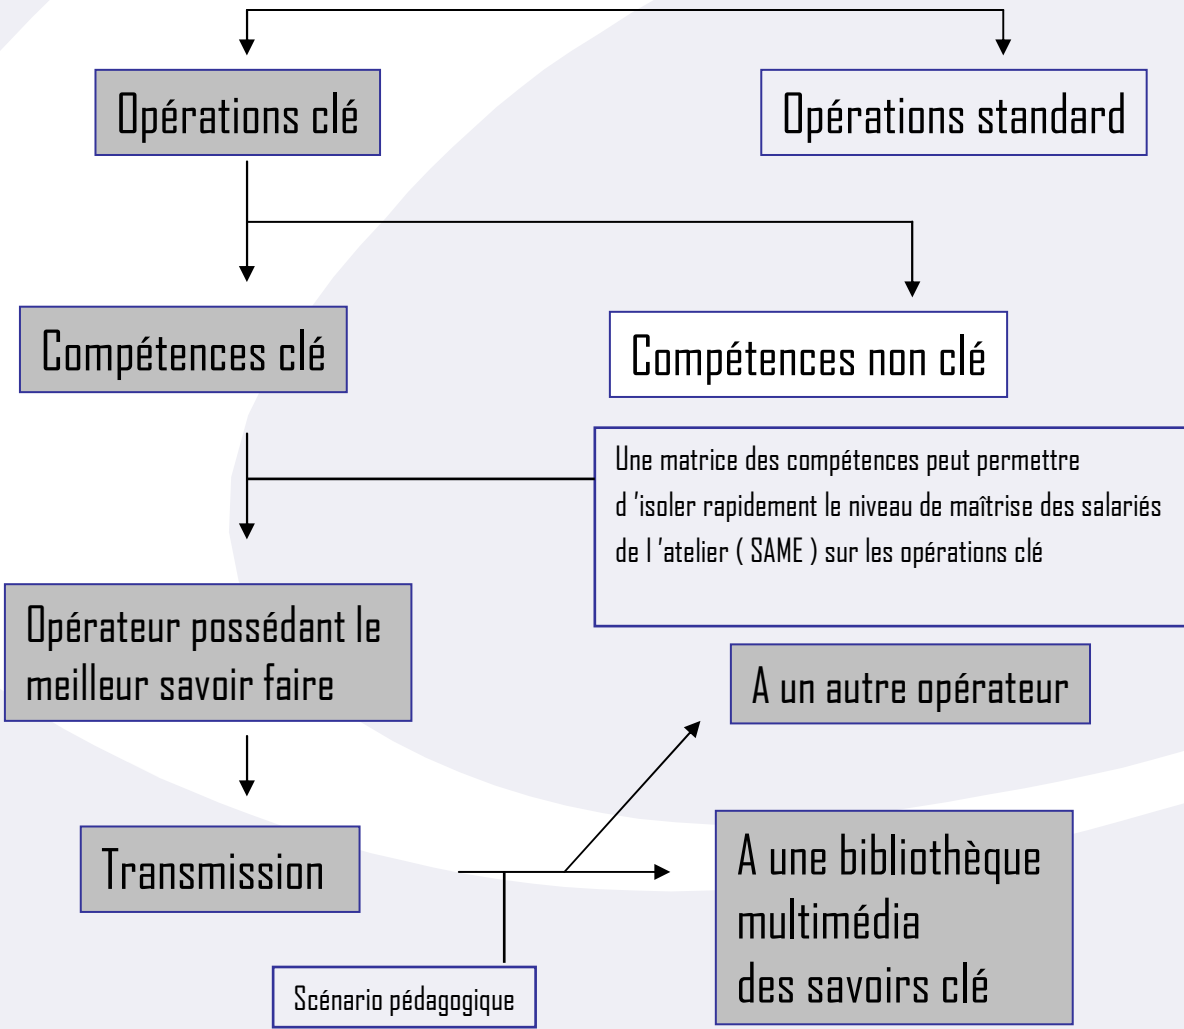 Opérations clé
Opérations standard
Compétences clé
Compétences non clé
Une matrice des compétences peut permettre
d 'isoler rapidement le niveau de maîtrise des salariés
de l 'atelier ( SAME ) sur les opérations clé
Opérateur possédant le
meilleur savoir faire
A un autre opérateur
Transmission
A une bibliothèque
multimédia
des savoirs clé
Scénario pédagogique